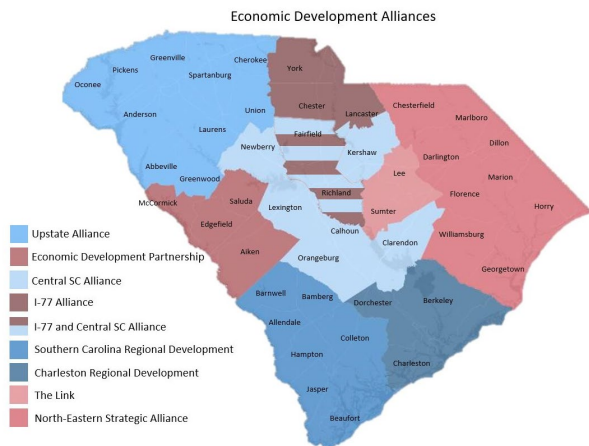 Economic Development Alliances
Cherokee
York
Greenville
Pickens
Spartanburg
Oconee
Chester
Lancaster
Chesterfield
Anderson
Union
Marlboro
Laurens
Fairfield
Dillon
Newberry
Kershaw
Darlington
Abbeville
Lee
Marion
Greenwood
Richland
Florence
McCormick
Saluda
Lexington
Horry
Edgefield
Sumter
Calhoun
Williamsburg
Aiken
Clarendon
Orangeburg
Georgetown
Barnwell
Bamberg
Dorchester
Berkeley
Allendale
Colleton
Hampton
Charleston
Jasper
Beaufort
Upstate Alliance
Economic Development Partnership
Central SC Alliance
I-77 Alliance
I-77 and Central SC Alliance
Southern Carolina Regional Development
Charleston Regional Development
The Link
North-Eastern Strategic Alliance